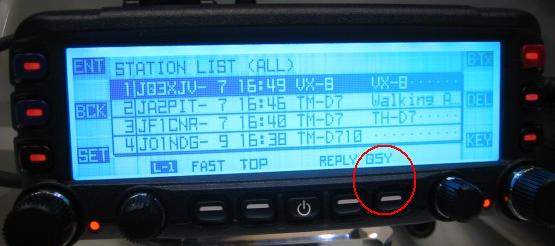 ENT STATION LIST (ALL) BTx
1 JQ3XJV- 7 16:49 VX-8 VX-8······
BCK 2 JA2PIT- 7 16:46 TM-D7 Walking A… DEL
3 JF1CNR- 7 16:40 TM-D7 TH-D7······
SET 4 JO1NDG- 9 16:38 TM-D710 ··········· KEY
L-1 FAST TOP REPLY QSY